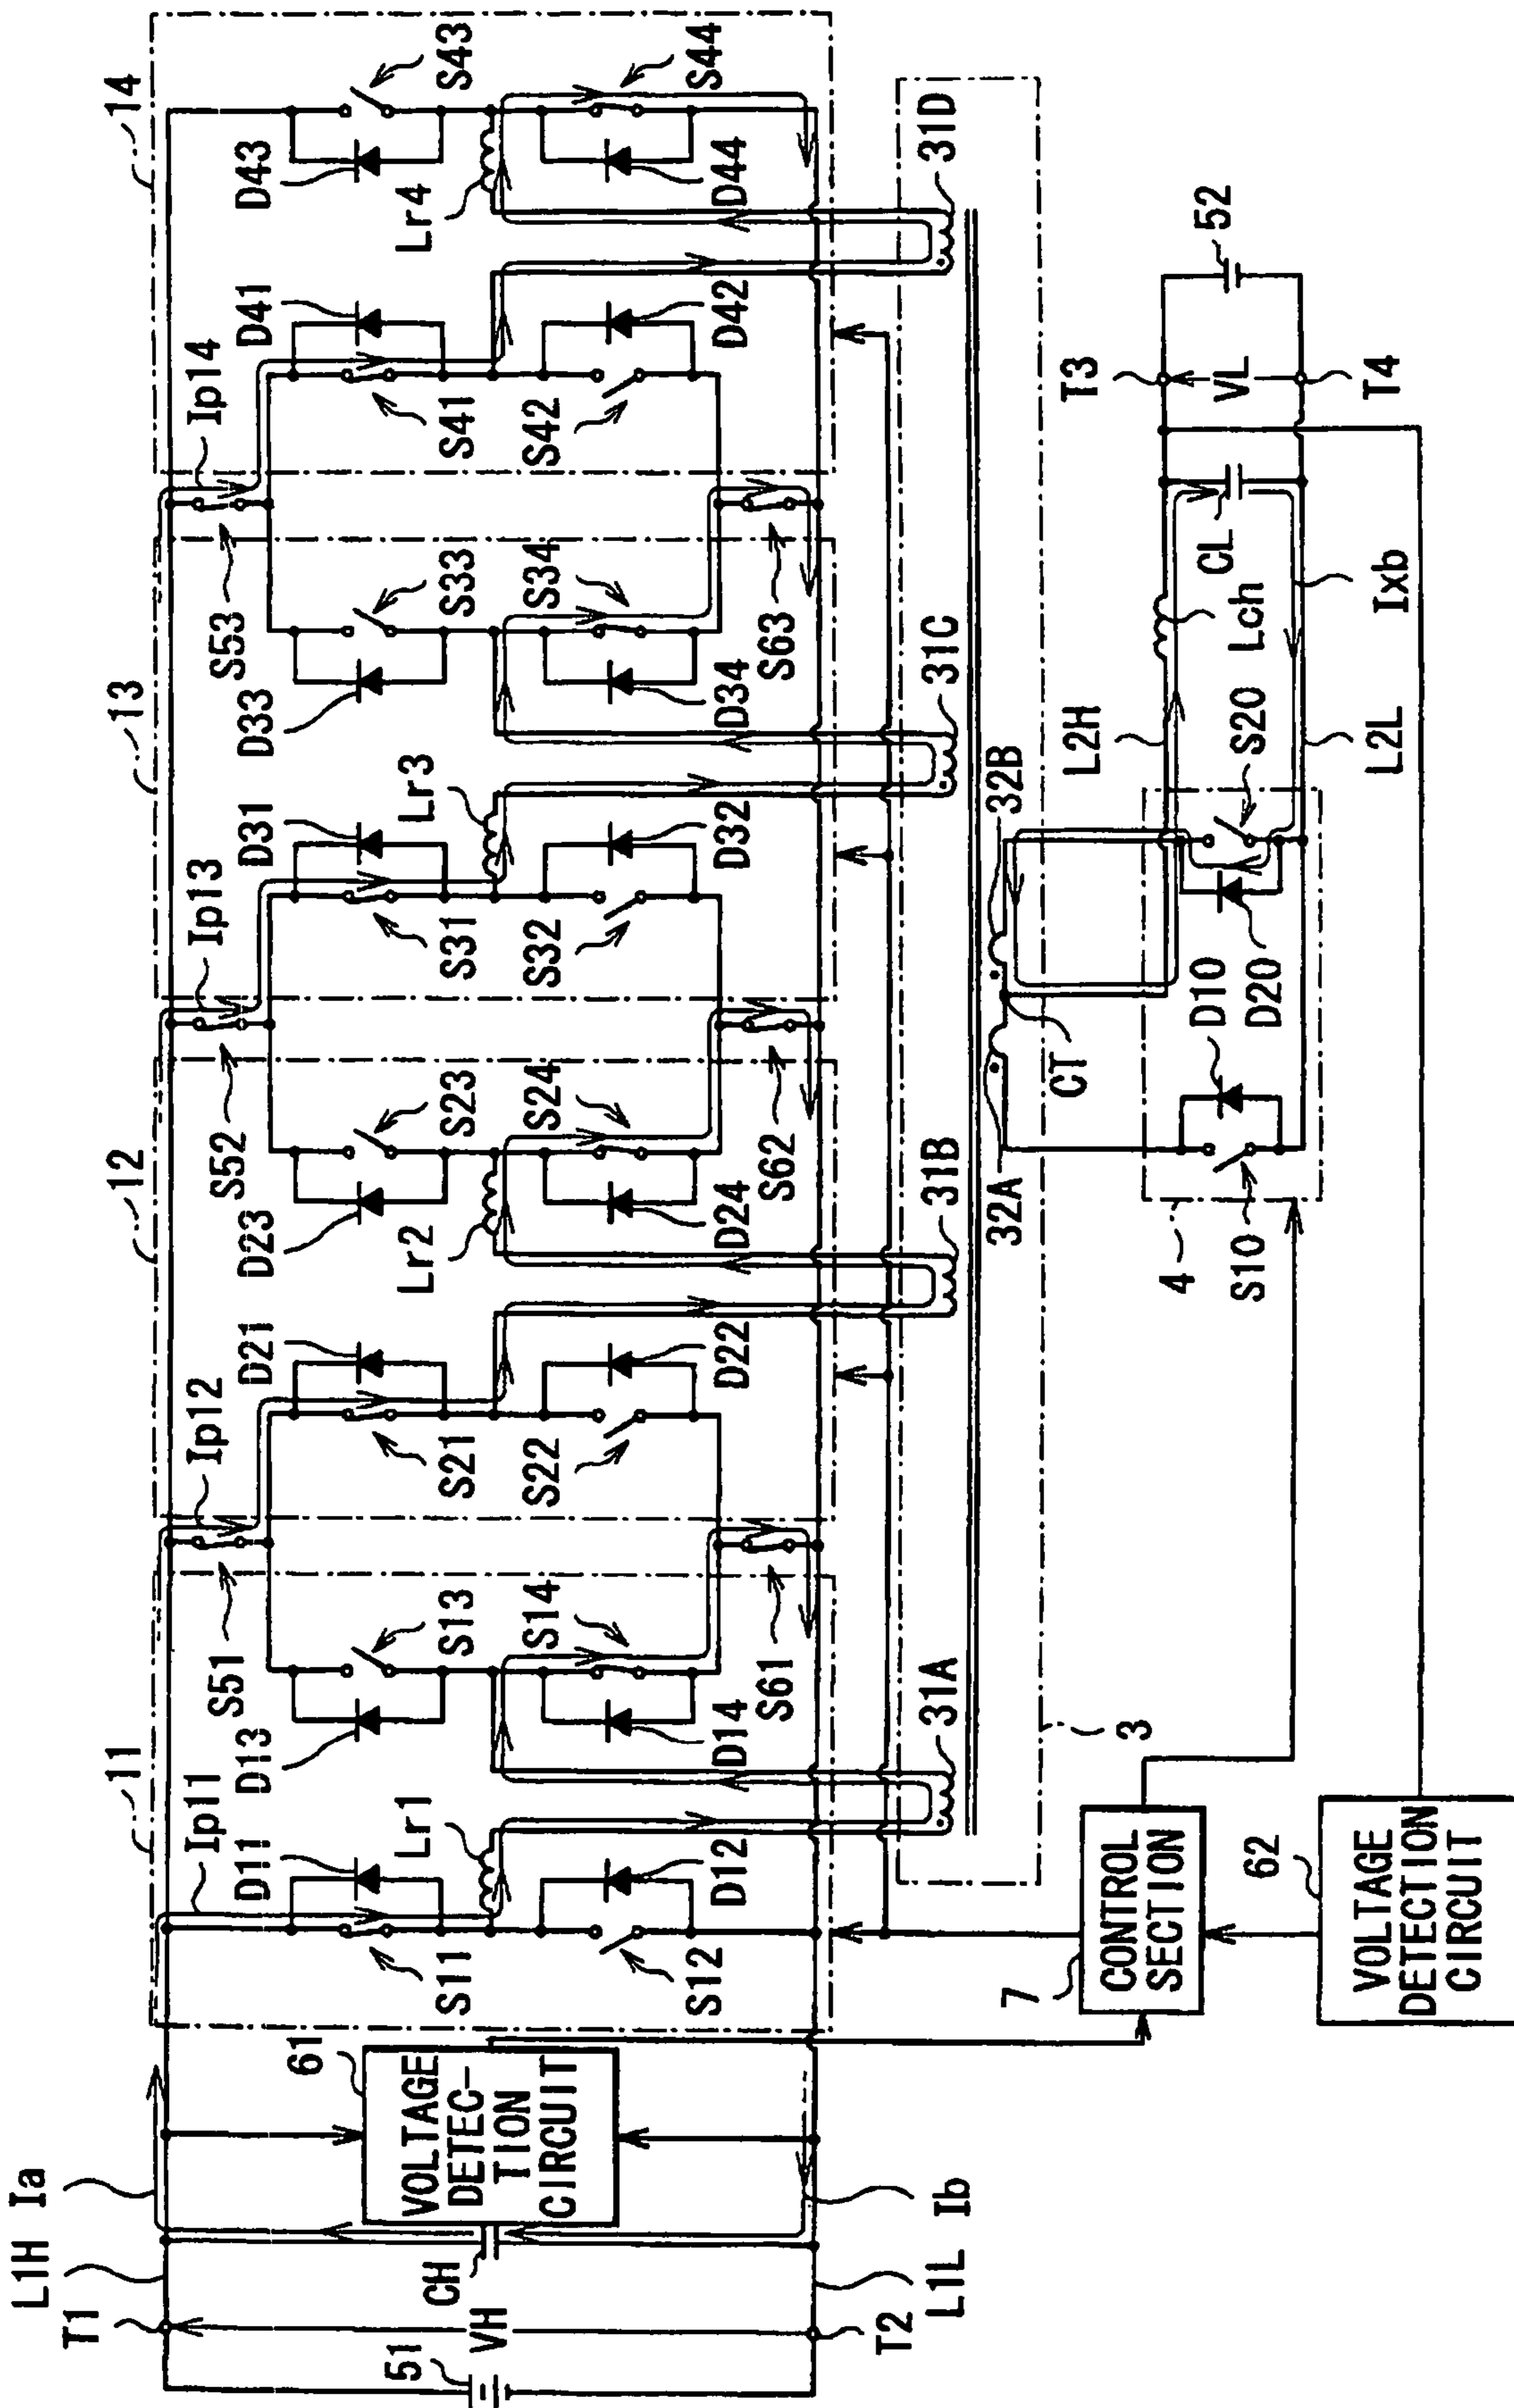 11
12
13
14
L1H
Ia
Ip11
Ip12
Ip13
Ip14
T1
S51
S52
S53
D11
D13
D21
D23
D31
D33
D41
D43
S11
S13
S21
S23
S31
S33
S41
S43
61
VOLTAGE
DETEC-
TION
CIRCUIT
CH
VH
51
Lr1
Lr2
Lr3
Lr4
D12
D14
D22
D24
D32
D34
D42
D44
S12
S14
S22
S24
S32
S34
S42
S44
S61
S62
S63
T2
L1L
Ib
31A
31B
31C
31D
3
32A
32B
CT
7
CONTROL
SECTION
4
S10
D10
D20
S20
L2H
L2L
Lch
CL
Ixb
T3
VL
T4
52
62
VOLTAGE
DETECTION
CIRCUIT